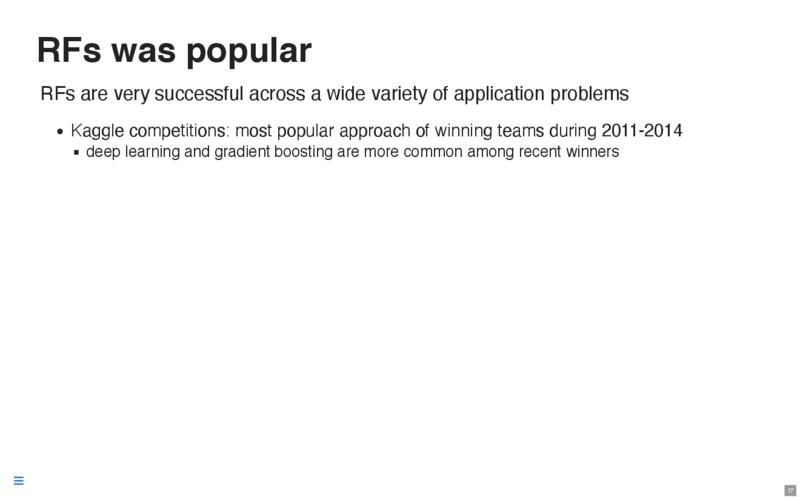 RFs was popular
RFs are very successful across a wide variety of application problems
• Kaggle competitions: most popular approach of winning teams during 2011-2014
▪ deep learning and gradient boosting are more common among recent winners
17